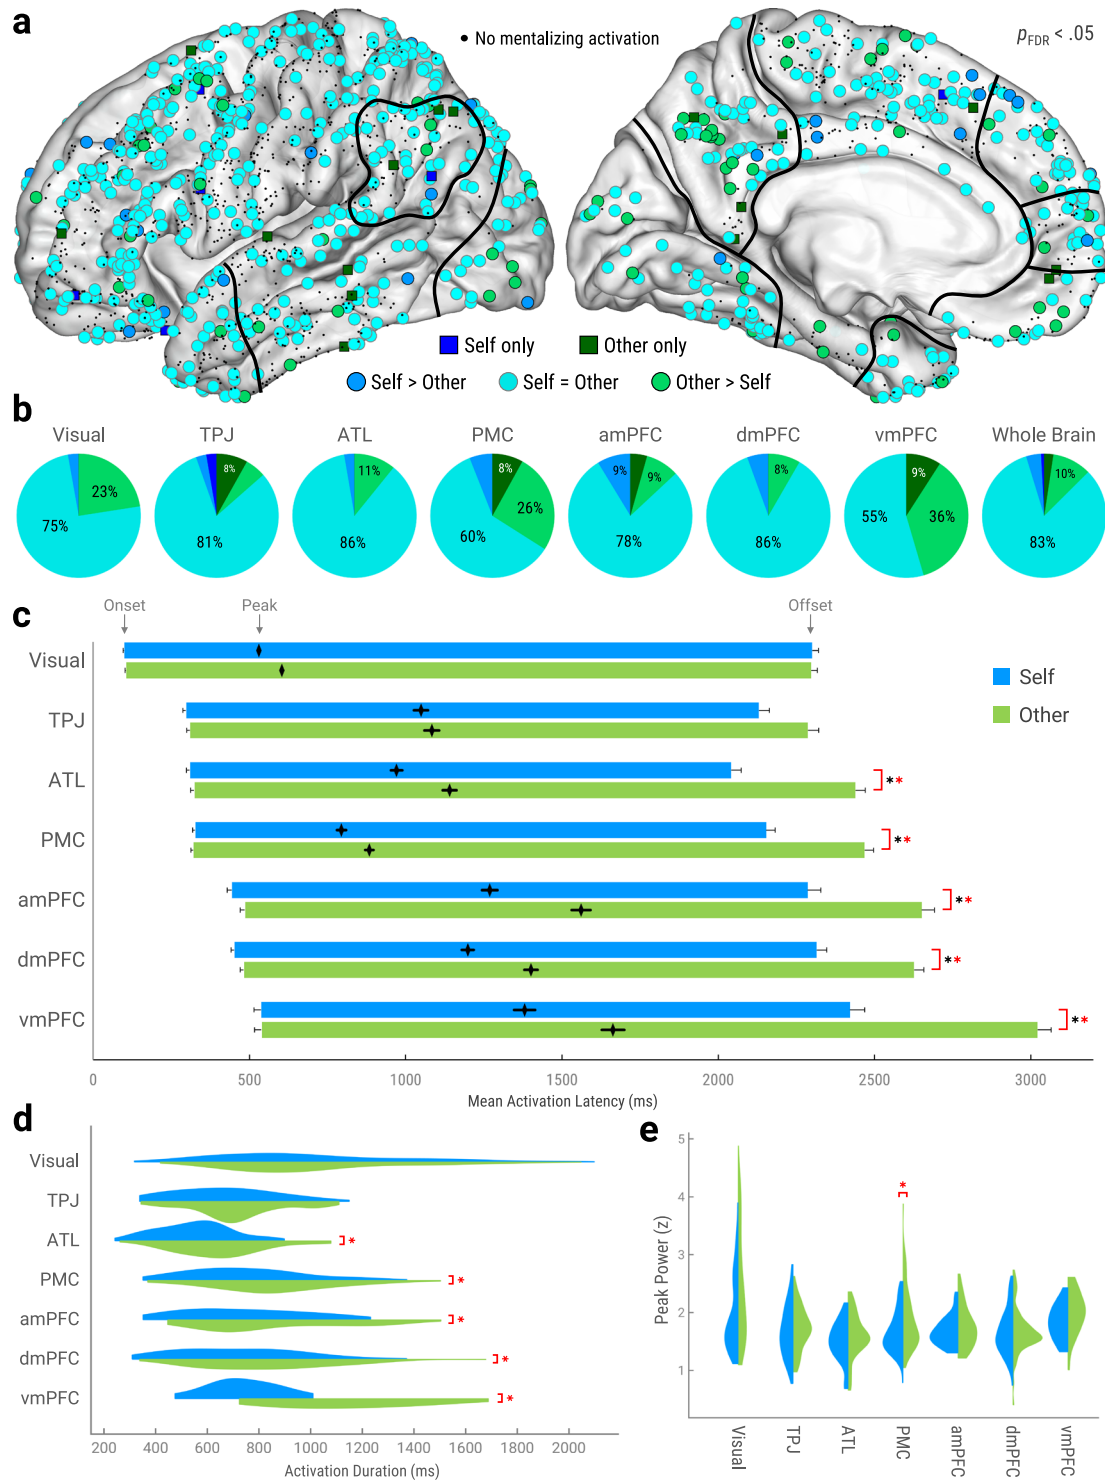 a
• No mentalizing activation
pFDR < .05
Self only
Other only
Self > Other
Self = Other
Other > Self
b
Visual
TPJ
ATL
PMC
amPFC
dmPFC
vmPFC
Whole Brain
23%
75%
8%
81%
11%
86%
8%
26%
60%
9%
9%
78%
8%
86%
9%
55%
36%
10%
83%
c
Onset
Peak
Offset
Visual
TPJ
ATL
PMC
amPFC
dmPFC
vmPFC
Self
Other
**
**
**
**
**
0
500
1000
1500
2000
2500
3000
Mean Activation Latency (ms)
d
Visual
TPJ
ATL
PMC
amPFC
dmPFC
vmPFC
*
*
*
*
*
200
400
600
800
1000
1200
1400
1600
1800
2000
Activation Duration (ms)
e
5
4
3
2
1
Peak Power (z)
*
Visual
TPJ
ATL
PMC
amPFC
dmPFC
vmPFC